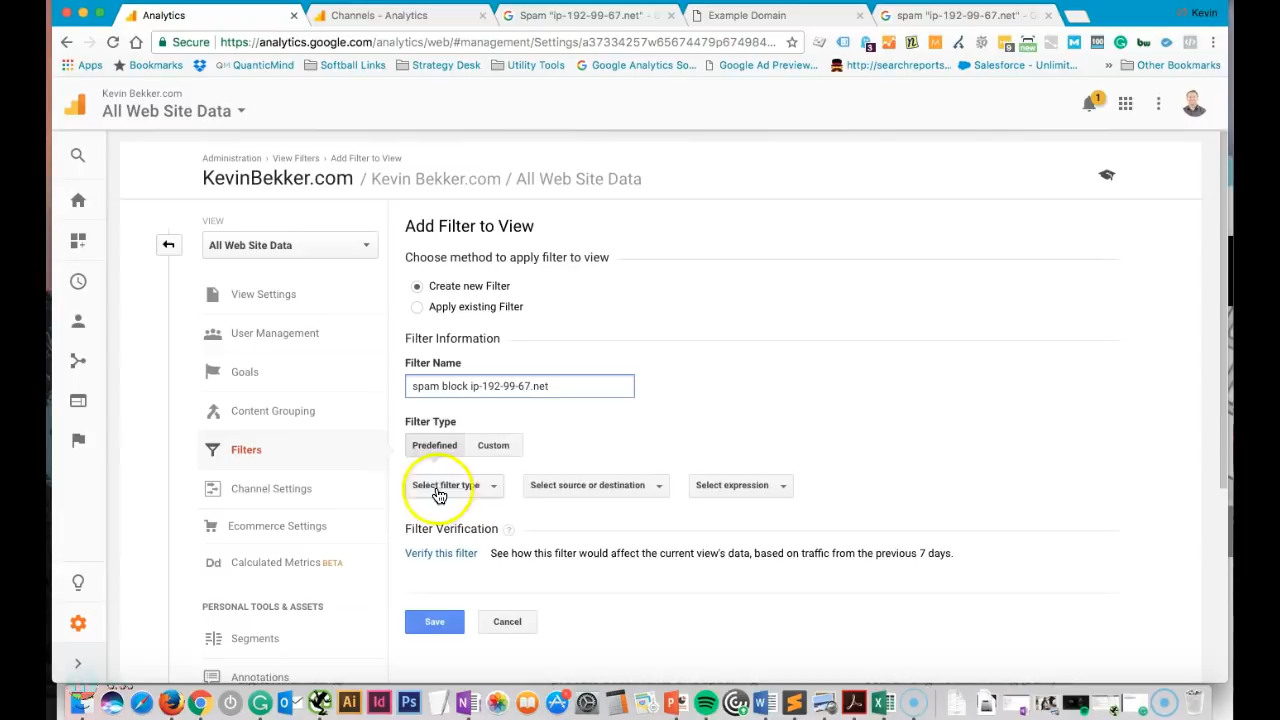 Analytics
Channels - Analytics
Spam "ip-192-99-67.net" -
Example Domain
spam "ip-192-99-67.net" - G
Kevin
Secure
https://analytics.google.com/analytics/web/#management/Settings/a37334257w65674479p674984...
Apps
Bookmarks
QM QuanticMind
Softball Links
Strategy Desk
Utility Tools
Google Analytics So...
Google Ad Preview...
http://searchreports...
Salesforce - Unlimit...
»
Other Bookmarks
Kevin Bekker.com
All Web Site Data
1
Administration › View Filters › Add Filter to View
KevinBekker.com / Kevin Bekker.com / All Web Site Data
VIEW
All Web Site Data
View Settings
User Management
Goals
Content Grouping
Filters
Channel Settings
Ecommerce Settings
Dd Calculated Metrics BETA
PERSONAL TOOLS & ASSETS
Segments
Annotations
Add Filter to View
Choose method to apply filter to view
Create new Filter
Apply existing Filter
Filter Information
Filter Name
spam block ip-192-99-67.net
Filter Type
Predefined
Custom
Select filter type
Select source or destination
Select expression
Filter Verification ?
Verify this filter See how this filter would affect the current view's data, based on traffic from the previous 7 days.
Save
Cancel